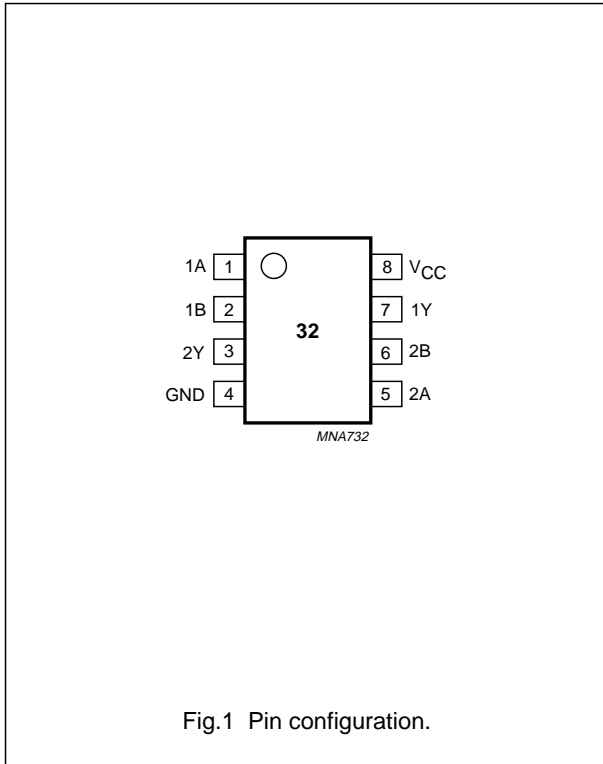 1A 1 8 VCC
1B 2 7 1Y
32
2Y 3 6 2B
GND 4 5 2A
MNA732
Fig.1 Pin configuration.